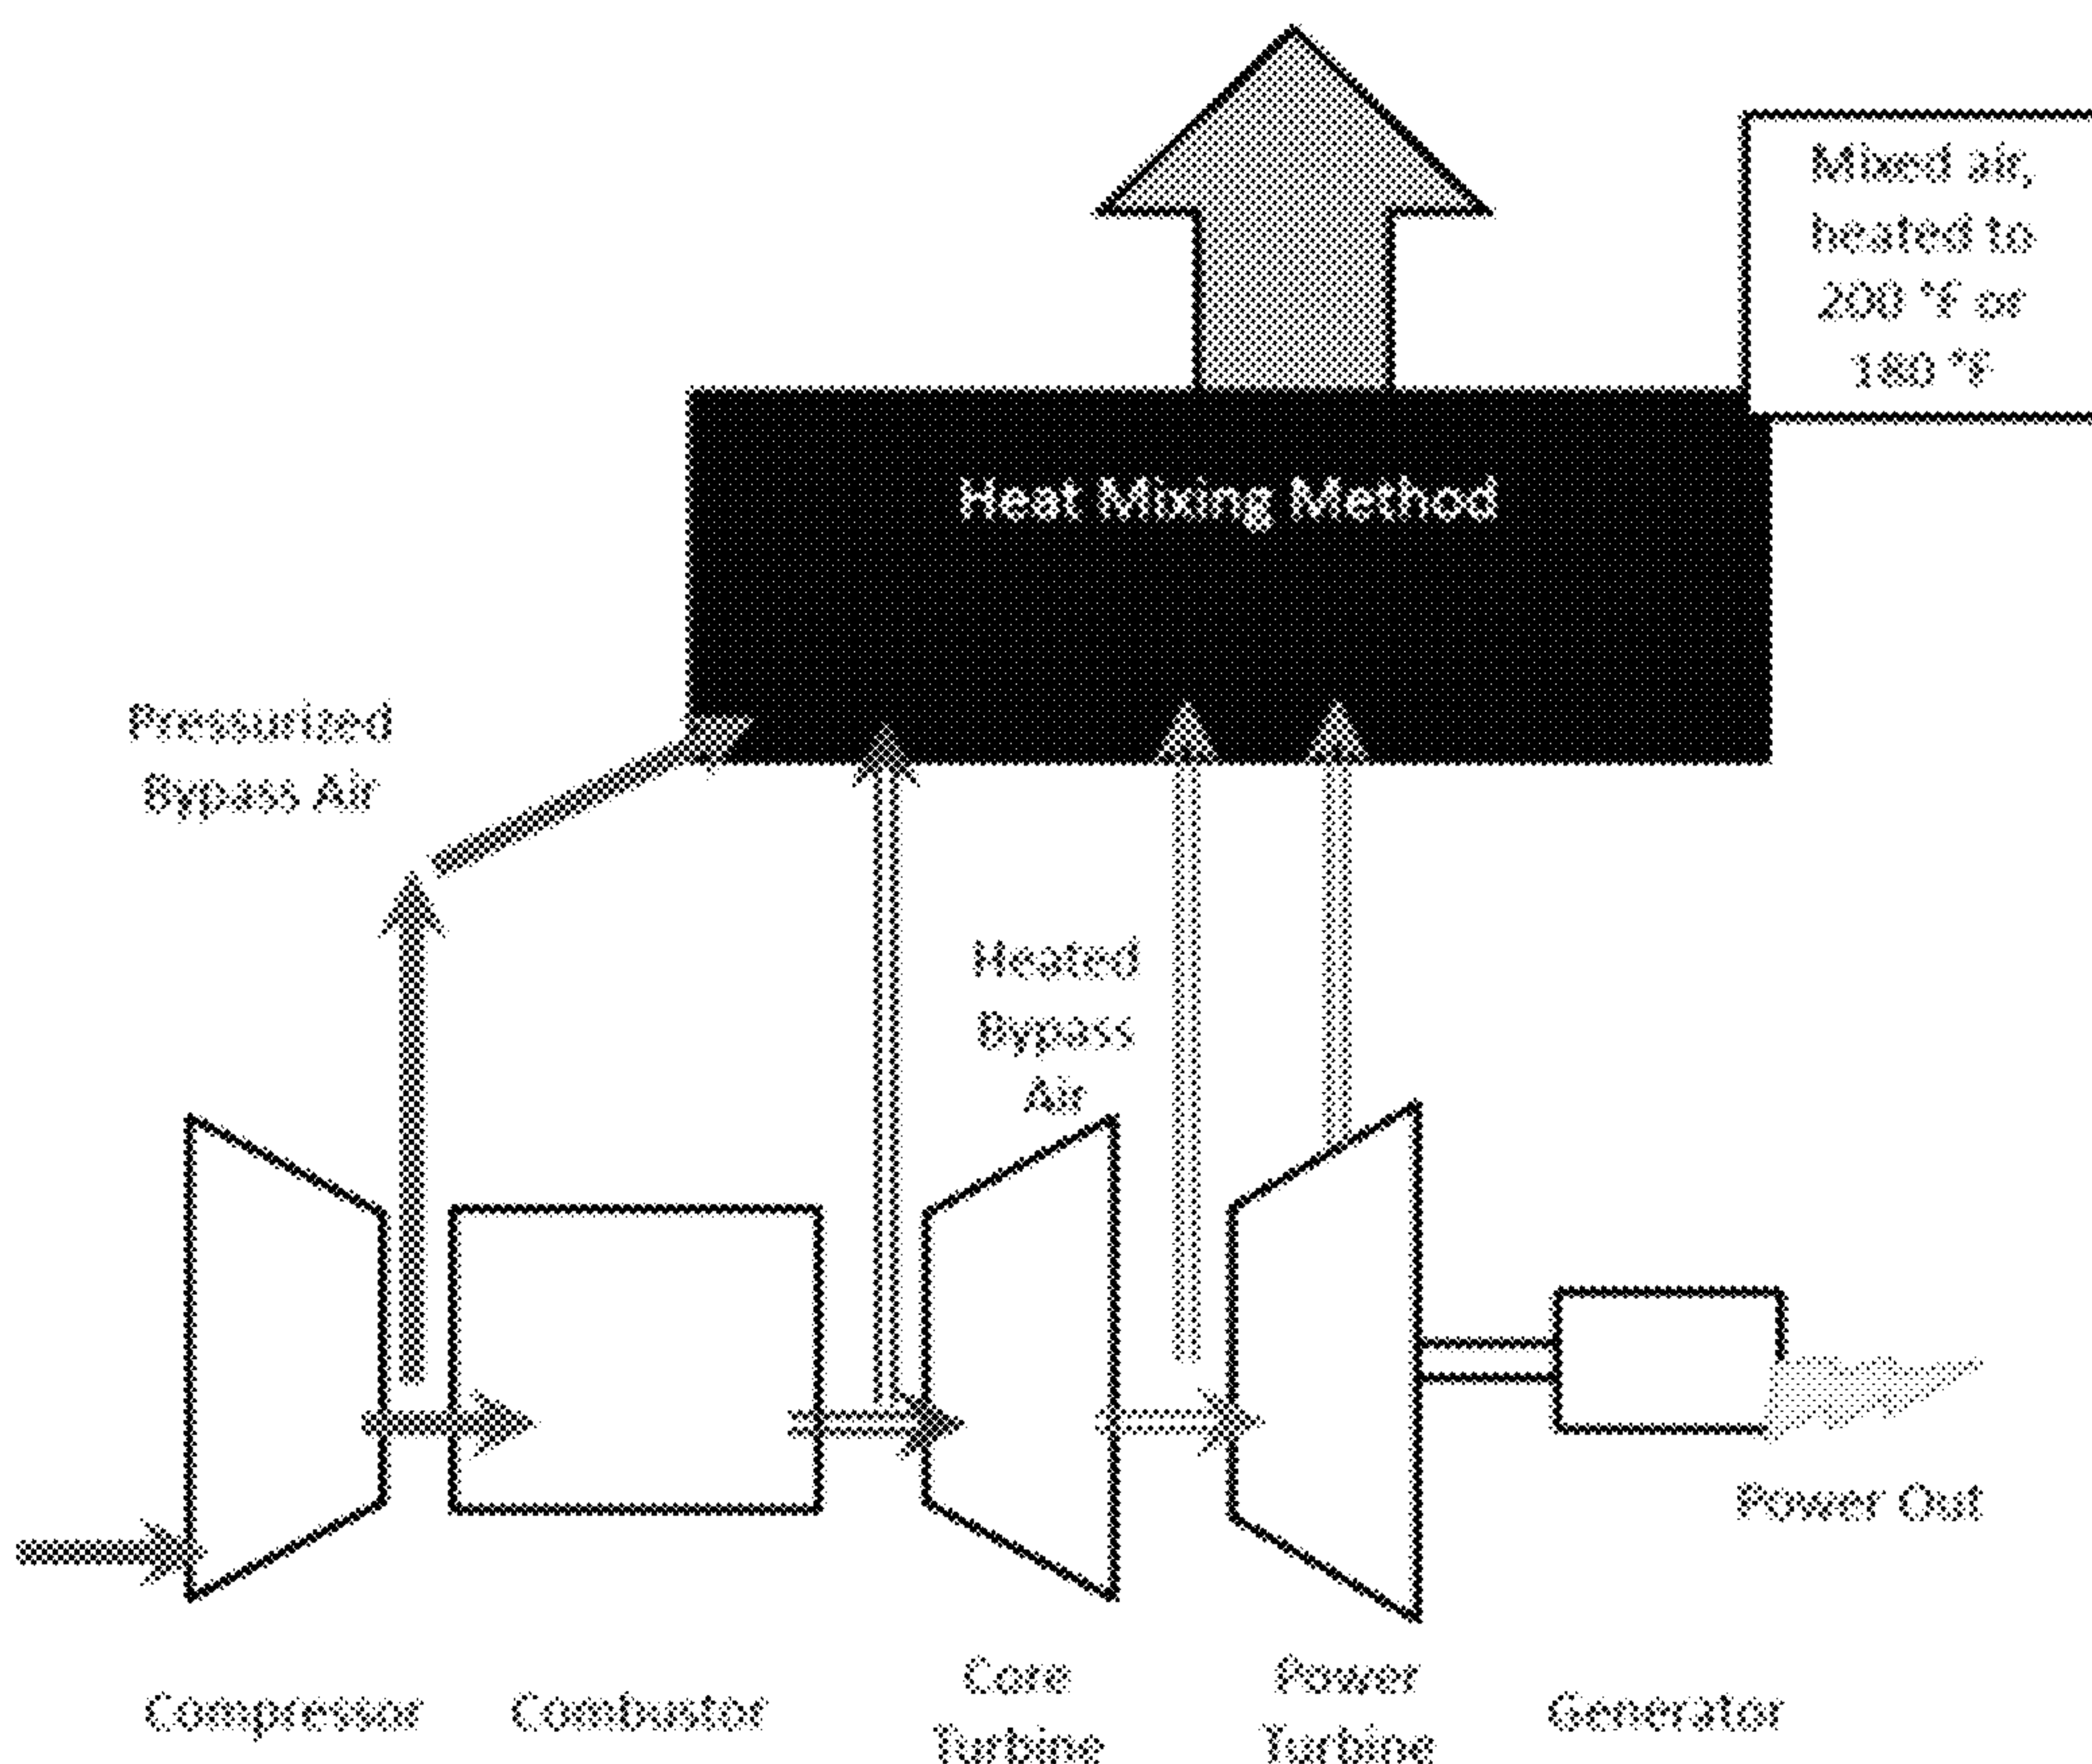 Mixed air,
heated to
200 °F or
180 °F
Heat Mixing Method
Pressurized
Bypass Air
Heated
Bypass
Air
Power Out
Compressor
Combustor
Core
Turbine
Power
Turbine
Generator